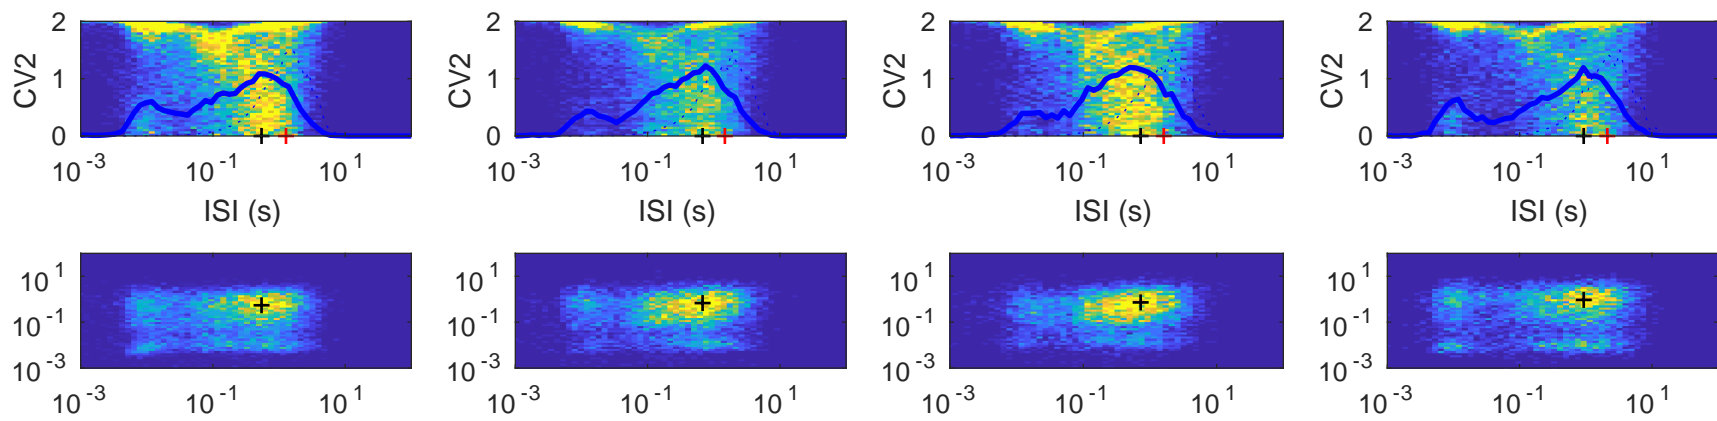 2 2 2 2
CV2 1 CV2 1 CV2 1 CV2 1
0 0 0 0
10^-3 10^-1 10^1 10^-3 10^-1 10^1 10^-3 10^-1 10^1 10^-3 10^-1 10^1
ISI (s) ISI (s) ISI (s) ISI (s)
10^1 10^1 10^1 10^1
10^-1 10^-1 10^-1 10^-1
10^-3 10^-3 10^-3 10^-3
10^-3 10^-1 10^1 10^-3 10^-1 10^1 10^-3 10^-1 10^1 10^-3 10^-1 10^1